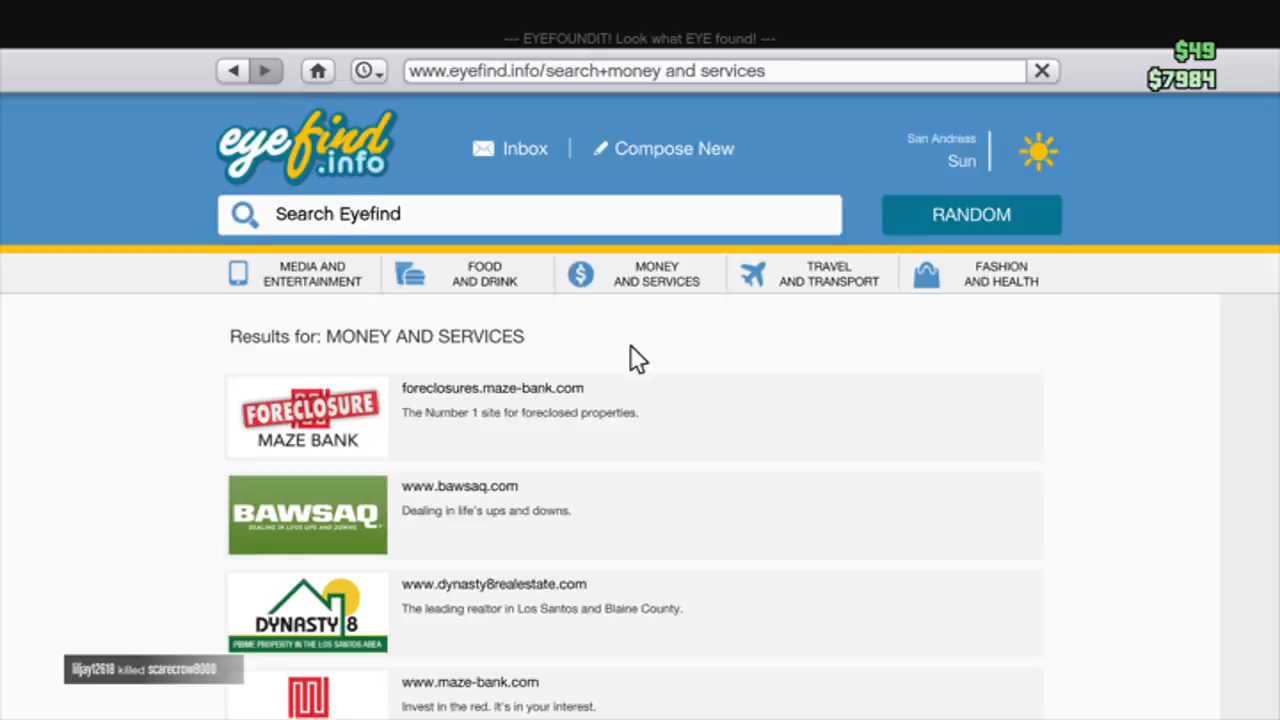 --- EYEFOUNDIT! Look what EYE found! ---
$49
$7984
www.eyefind.info/search+money and services
eyefind
.info
Inbox
Compose New
San Andreas
Sun
Search Eyefind
RANDOM
MEDIA AND
ENTERTAINMENT
FOOD
AND DRINK
MONEY
AND SERVICES
TRAVEL
AND TRANSPORT
FASHION
AND HEALTH
Results for: MONEY AND SERVICES
FORECLOSURE
MAZE BANK
foreclosures.maze-bank.com
The Number 1 site for foreclosed properties.
BAWSAQ
DEALING IN LIFE'S UPS AND DOWNS
www.bawsaq.com
Dealing in life's ups and downs.
DYNASTY 8
PRIME PROPERTY IN THE LOS SANTOS AREA
www.dynasty8realestate.com
The leading realtor in Los Santos and Blaine County.
liljay12618 killed scarecrow9000
www.maze-bank.com
Invest in the red. It's in your interest.